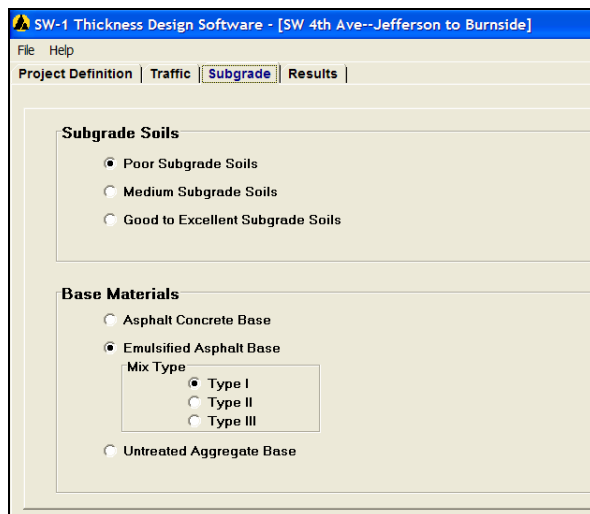 SW-1 Thickness Design Software - [SW 4th Ave--Jefferson to Burnside]
File Help
Project Definition Traffic Subgrade Results
Subgrade Soils
Poor Subgrade Soils
Medium Subgrade Soils
Good to Excellent Subgrade Soils
Base Materials
Asphalt Concrete Base
Emulsified Asphalt Base
Mix Type
Type I
Type II
Type III
Untreated Aggregate Base